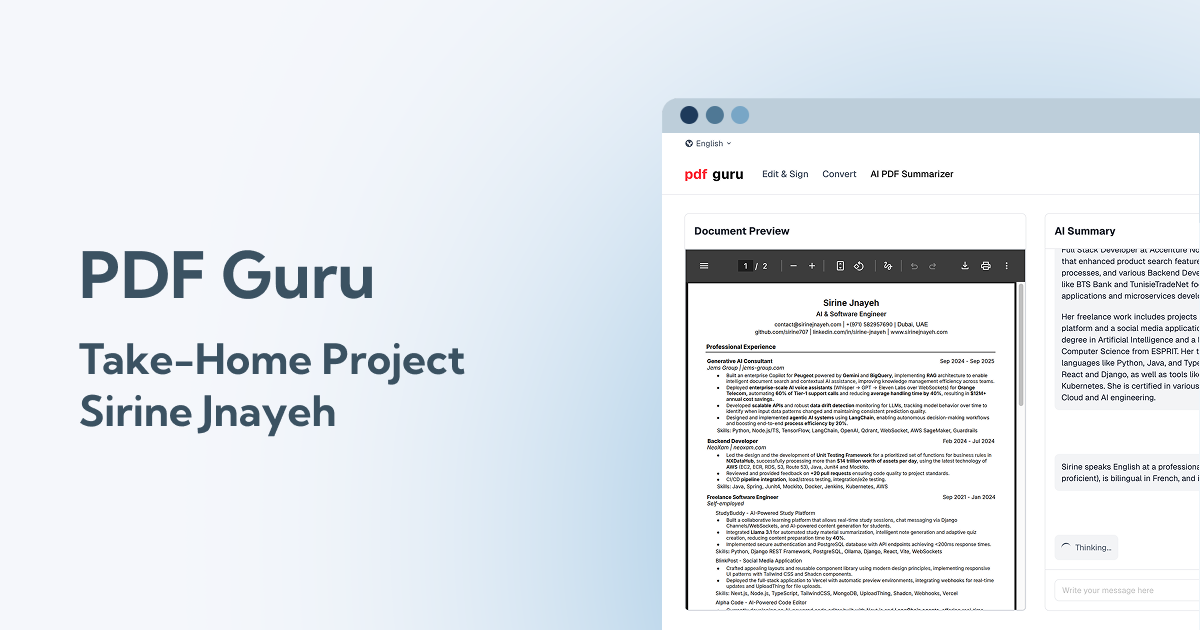 PDF Guru
Take-Home Project
Sirine Jnayeh
English
pdf guru
Edit & Sign
Convert
AI PDF Summarizer
Document Preview
1 / 2
Sirine Jnayeh
AI & Software Engineer
contact@sirinejnayeh.com | +(971) 582957690 | Dubai, UAE
github.com/sirine707 | linkedin.com/in/sirine-jnayeh | www.sirinejnayeh.com
Professional Experience
Generative AI Consultant Sep 2024 - Sep 2025
Jems Group | jems-group.com
• Built an enterprise Copilot for Peugeot powered by Gemini and BigQuery, implementing RAG architecture to enable
intelligent document search and contextual AI assistance, improving knowledge management efficiency across teams.
• Deployed enterprise-scale AI voice assistants (Whisper → GPT → Eleven Labs over WebSocket) for Orange
Telecom, automating 60% of Tier-1 support calls and reducing average handling time by 40%, resulting in $12M+
annual cost savings.
• Developed scalable APIs and robust data drift detection monitoring for LLMs, tracking model behavior over time to
identify when input data patterns changed and maintaining consistent prediction quality.
• Designed and implemented agentic AI systems using LangChain, enabling autonomous decision-making workflows
and boosting end-to-end process efficiency by 20%.
Skills: Python, Node.js/TS, TensorFlow, LangChain, OpenAI, Qdrant, WebSocket, AWS SageMaker, Guardrails
Backend Developer Feb 2024 - Jul 2024
NeoXam | neoxam.com
• Led the design and the development of Unit Testing Framework for a prioritized set of functions for business rules in
NXDataHub, successfully processing more than $14 trillion worth of assets per day, using the latest technology of
AWS (EC2, ECR, RDS, S3, Route 53), Java, Junit4 and Mockito.
• Reviewed and provided feedback on +20 pull requests ensuring code quality to project standards.
• CI/CD pipeline integration, load/stress testing, integration/e2e testing.
Skills: Java, Spring, Junit4, Mockito, Docker, Jenkins, Kubernetes, AWS
Freelance Software Engineer Sep 2021 - Jan 2024
Self-employed
StudyBuddy - AI-Powered Study Platform
• Built a collaborative learning platform that allows real-time study sessions, chat messaging via Django
Channels/WebSockets, and AI-powered content generation for students.
• Integrated Llama 3.1 for automated study material summarization, intelligent note generation and adaptive quiz
creation, reducing content preparation time by 40%.
• Implemented secure authentication and PostgreSQL database with API endpoints achieving <200ms response times.
Skills: Python, Django REST Framework, PostgreSQL, Ollama, Django, React, Vite, WebSockets
BlinkPost - Social Media Application
• Crafted appealing layouts and reusable component library using modern design principles, implementing responsive
UI patterns with Tailwind CSS and Shadcn components.
• Deployed the full-stack application to Vercel with automatic preview environments, integrating webhooks for real-time
updates and UploadThing for file uploads.
Skills: Next.js, Node.js, TypeScript, TailwindCSS, MongoDB, UploadThing, Shadcn, Webhooks, Vercel
Alpha Code - AI-Powered Code Editor
AI Summary
Full Stack Developer at Accenture No
that enhanced product search feature
processes, and various Backend Deve
like BTS Bank and TunisieTradeNet fo
applications and microservices develo
Her freelance work includes projects
platform and a social media applicatio
degree in Artificial Intelligence and a
Computer Science from ESPRIT. Her t
languages like Python, Java, and Type
React and Django, as well as tools like
Kubernetes. She is certified in various
Cloud and AI engineering.
Sirine speaks English at a professiona
proficient), is bilingual in French, and i
Thinking...
Write your message here